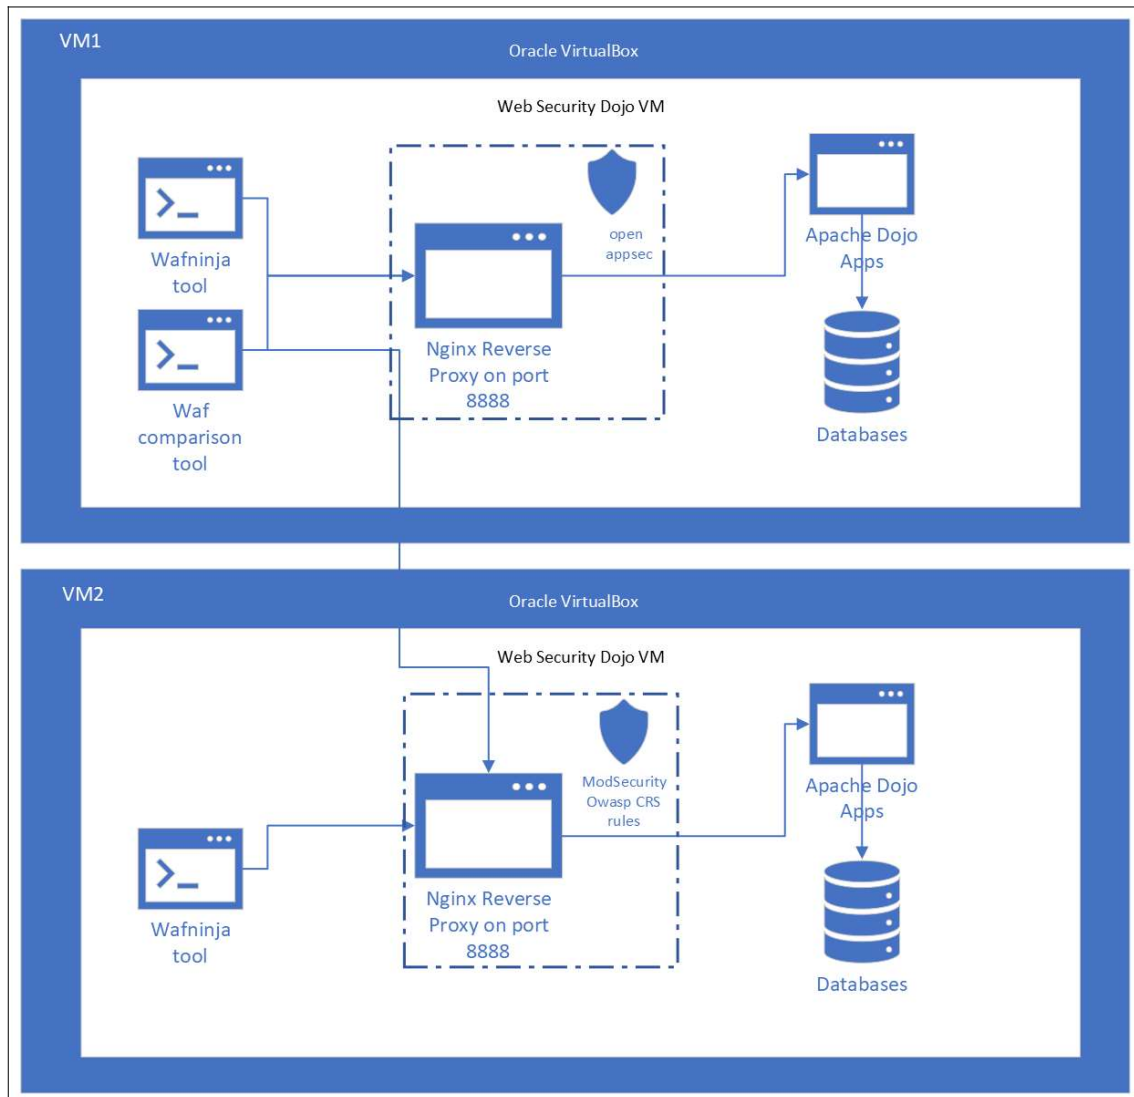 VM1
Oracle VirtualBox
Web Security Dojo VM
Wafninja
tool
Waf
comparison
tool
open
appsec
Nginx Reverse
Proxy on port
8888
Apache Dojo
Apps
Databases
VM2
Oracle VirtualBox
Web Security Dojo VM
Wafninja
tool
ModSecurity
Owasp CRS
rules
Nginx Reverse
Proxy on port
8888
Apache Dojo
Apps
Databases